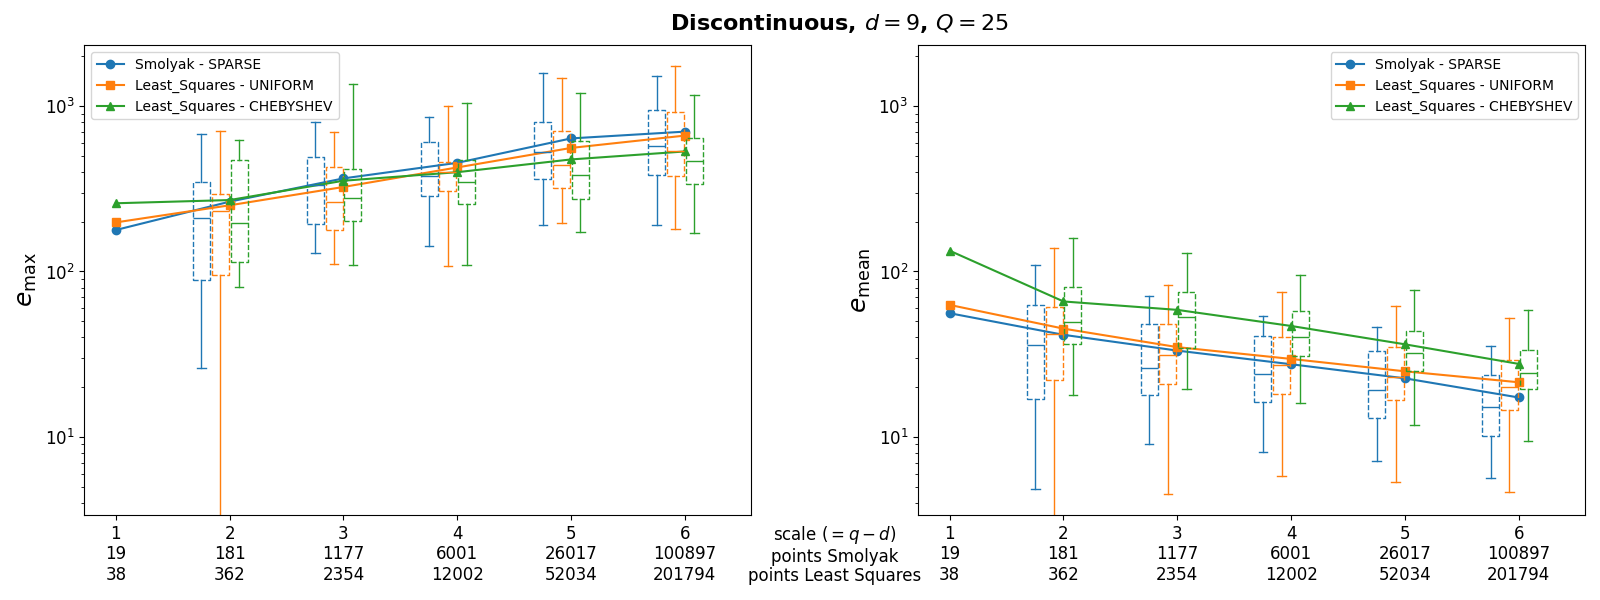 Discontinuous, d = 9, Q = 25
Smolyak - SPARSE
Least_Squares - UNIFORM
Least_Squares - CHEBYSHEV
10³
10²
10¹
e_max
1 2 3 4 5 6
19 181 1177 6001 26017 100897
38 362 2354 12002 52034 201794
scale (= q − d)
points Smolyak
points Least Squares
Smolyak - SPARSE
Least_Squares - UNIFORM
Least_Squares - CHEBYSHEV
10³
10²
10¹
e_mean
1 2 3 4 5 6
19 181 1177 6001 26017 100897
38 362 2354 12002 52034 201794